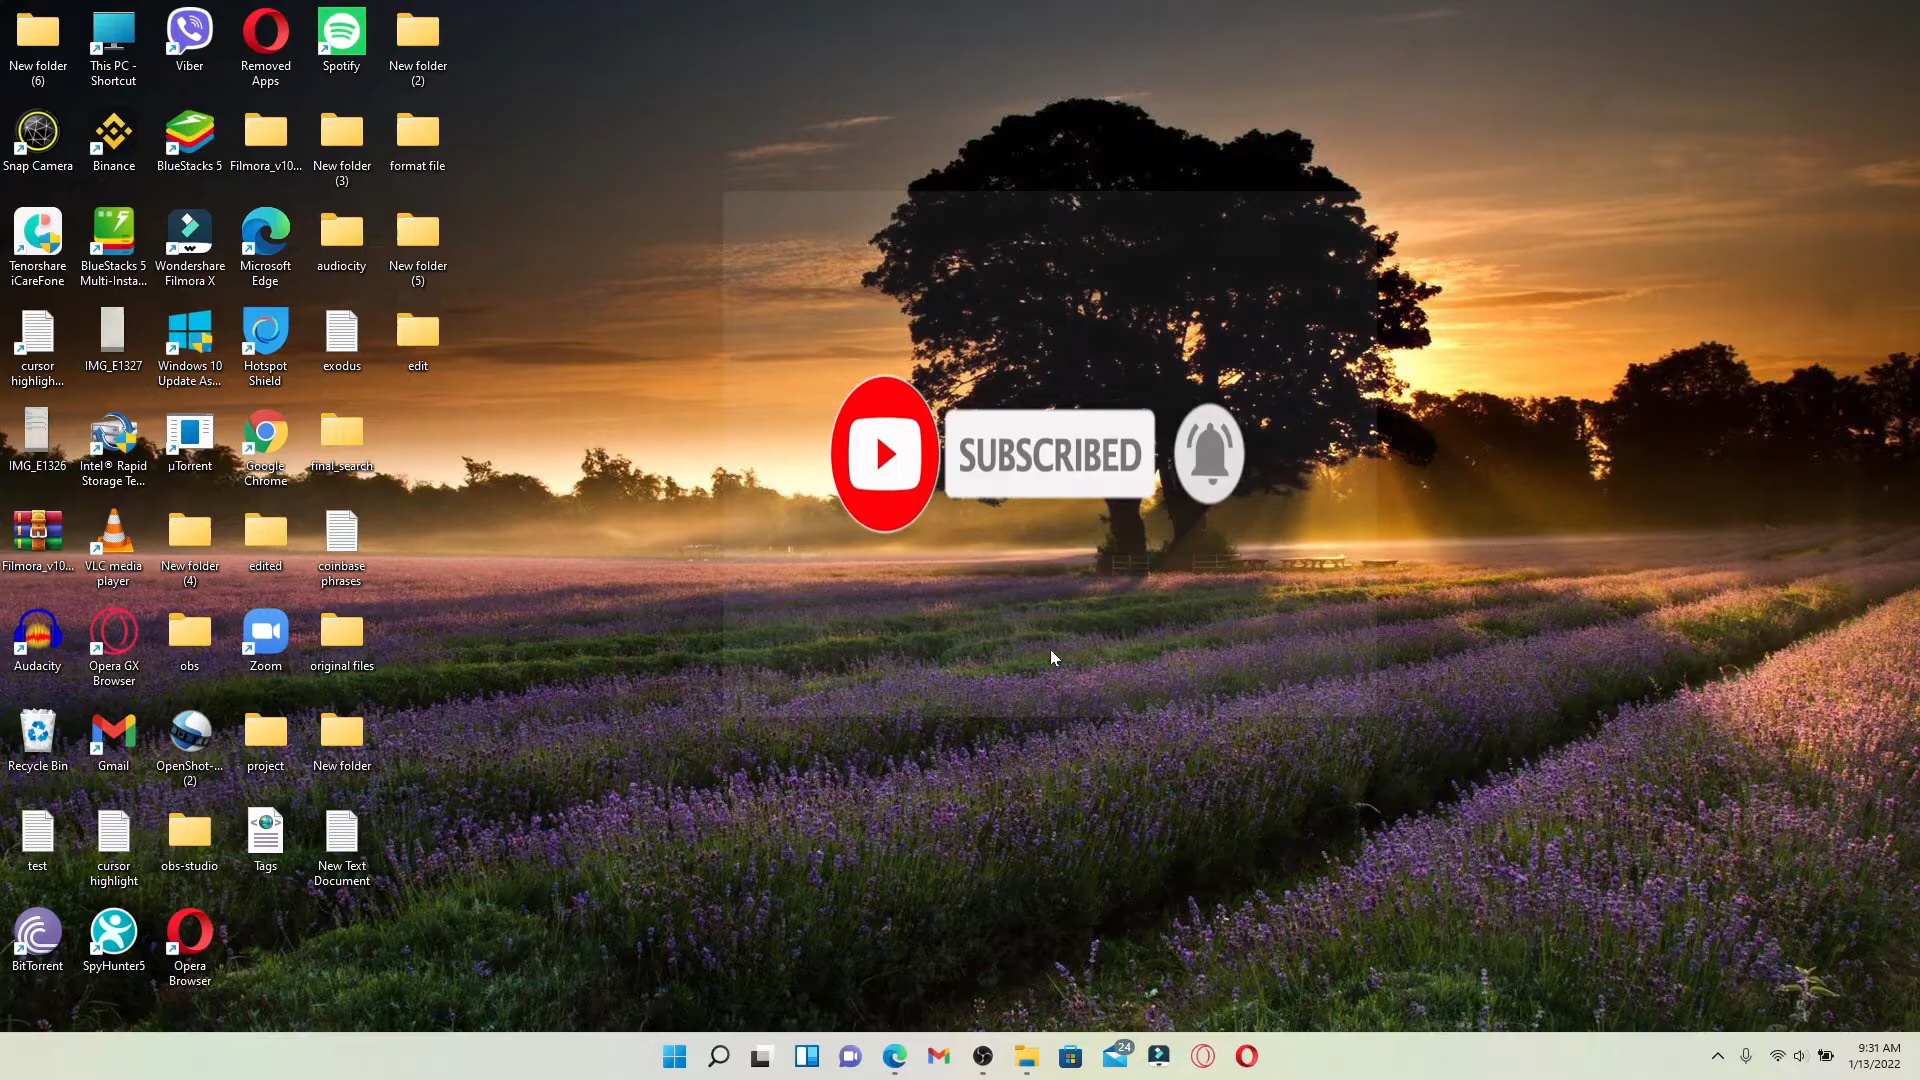 New folder
(6)
This PC -
Shortcut
Viber
Removed
Apps
Spotify
New folder
(2)
Snap Camera
Binance
BlueStacks 5
Filmora_v10...
New folder
(3)
format file
Tenorshare
iCareFone
BlueStacks 5
Multi-Insta...
Wondershare
Filmora X
Microsoft
Edge
audiocity
New folder
(5)
cursor
highligh...
IMG_E1327
Windows 10
Update As...
Hotspot
Shield
exodus
edit
SUBSCRIBED
IMG_E1326
Intel® Rapid
Storage Te...
µTorrent
Google
Chrome
final_search
Filmora_v10...
VLC media
player
New folder
(4)
edited
coinbase
phrases
Audacity
Opera GX
Browser
obs
Zoom
original files
Recycle Bin
Gmail
OpenShot-...
(2)
project
New folder
test
cursor
highlight
obs-studio
Tags
New Text
Document
BitTorrent
SpyHunter5
Opera
Browser
24
9:31 AM
1/13/2022